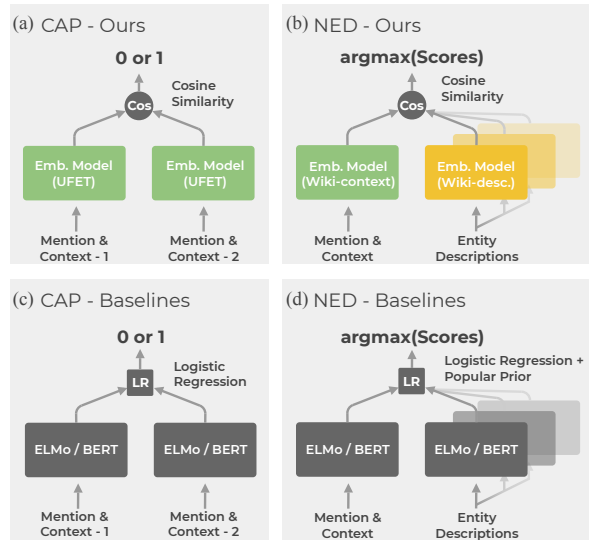 (a) CAP - Ours
0 or 1
Cosine
Similarity
Cos
Emb. Model
(UFET)
Emb. Model
(UFET)
Mention &
Context - 1
Mention &
Context - 2
(b) NED - Ours
argmax(Scores)
Cosine
Similarity
Cos
Emb. Model
(Wiki-context)
Emb. Model
(Wiki-desc.)
Mention &
Context
Entity
Descriptions
(c) CAP - Baselines
0 or 1
Logistic
Regression
LR
ELMo / BERT
ELMo / BERT
Mention &
Context - 1
Mention &
Context - 2
(d) NED - Baselines
argmax(Scores)
Logistic Regression +
Popular Prior
LR
ELMo / BERT
ELMo / BERT
Mention &
Context
Entity
Descriptions